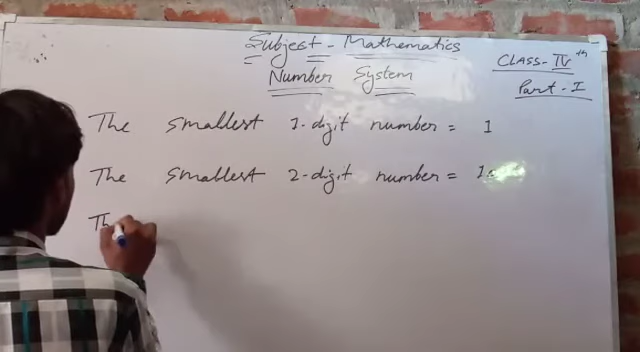 Subject - Mathematics
CLASS - IV th
Number System
Part - I
The smallest 1-digit number = 1
The smallest 2-digit number = 10
Th